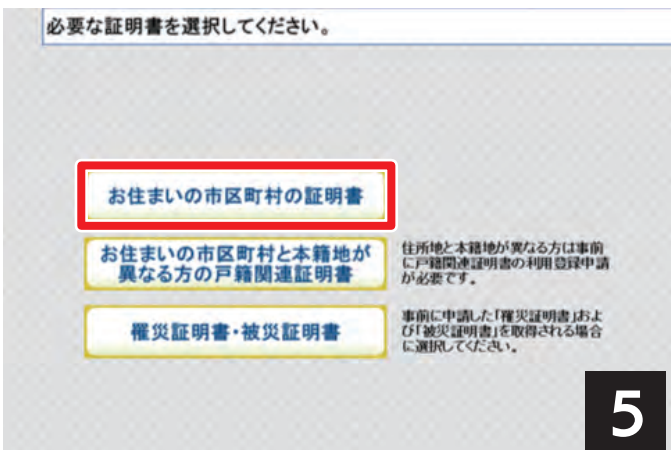 必要な証明書を選択してください。
お住まいの市区町村の証明書
お住まいの市区町村と本籍地が
異なる方の戸籍関連証明書
住所地と本籍地が異なる方は事前
に戸籍関連証明書の利用登録申請
が必要です。
罹災証明書・被災証明書
事前に申請した「罹災証明書」およ
び「被災証明書」を取得される場合
に選択してください。
5